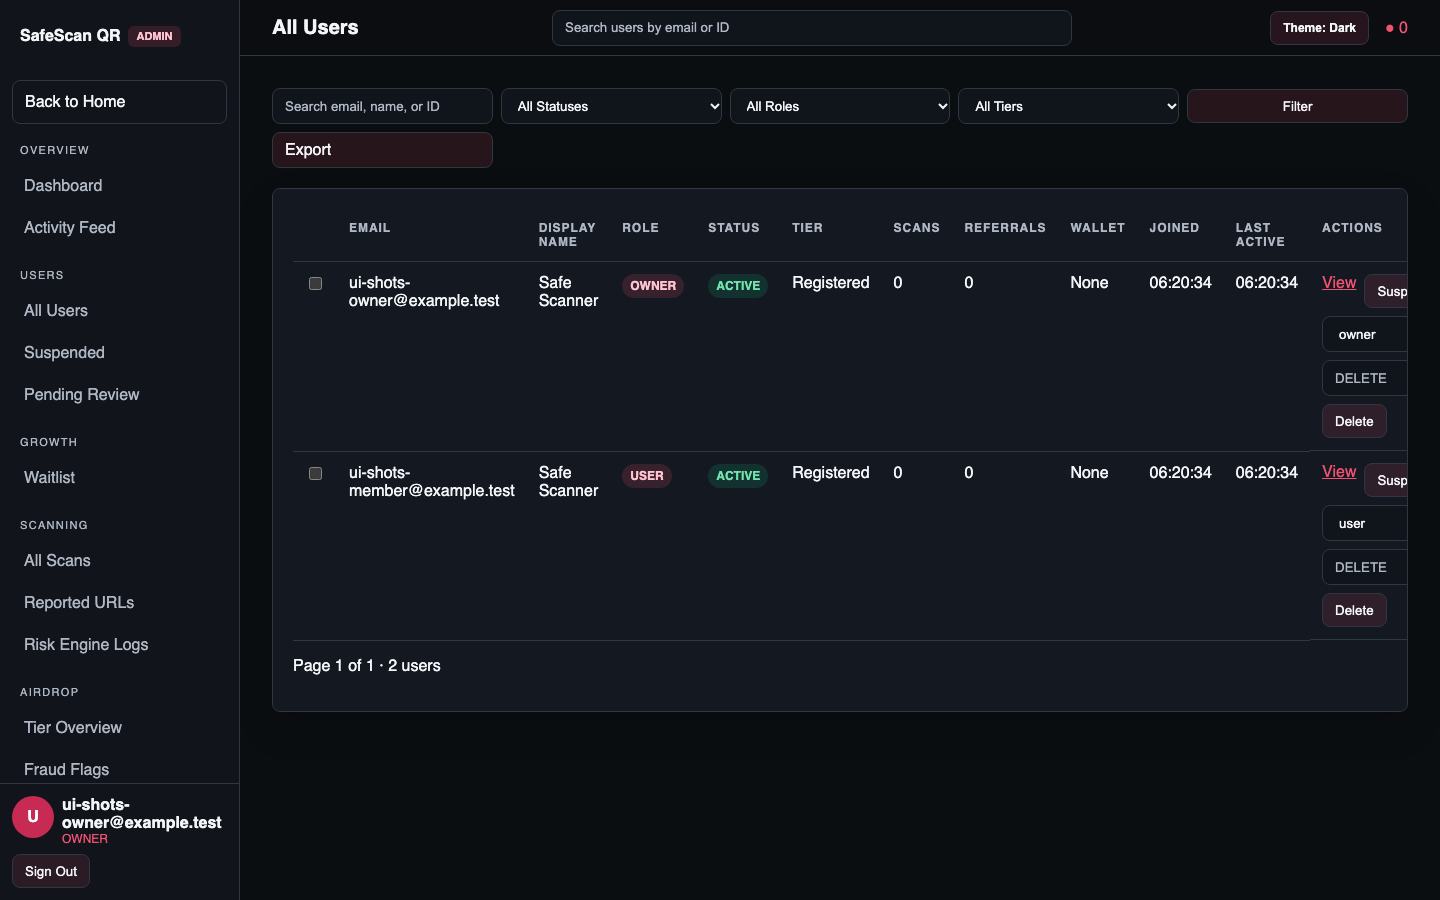 SafeScan QR ADMIN
Back to Home
OVERVIEW
Dashboard
Activity Feed
USERS
All Users
Suspended
Pending Review
GROWTH
Waitlist
SCANNING
All Scans
Reported URLs
Risk Engine Logs
AIRDROP
Tier Overview
Fraud Flags
U
ui-shots-
owner@example.test
OWNER
Sign Out
All Users
Search users by email or ID
Theme: Dark
0
Search email, name, or ID
All Statuses
All Roles
All Tiers
Filter
Export
EMAIL DISPLAY NAME ROLE STATUS TIER SCANS REFERRALS WALLET JOINED LAST ACTIVE ACTIONS
ui-shots-
owner@example.test
Safe
Scanner
OWNER
ACTIVE
Registered
0
0
None
06:20:34
06:20:34
View
Susp
owner
DELETE
Delete
ui-shots-
member@example.test
Safe
Scanner
USER
ACTIVE
Registered
0
0
None
06:20:34
06:20:34
View
Susp
user
DELETE
Delete
Page 1 of 1 · 2 users